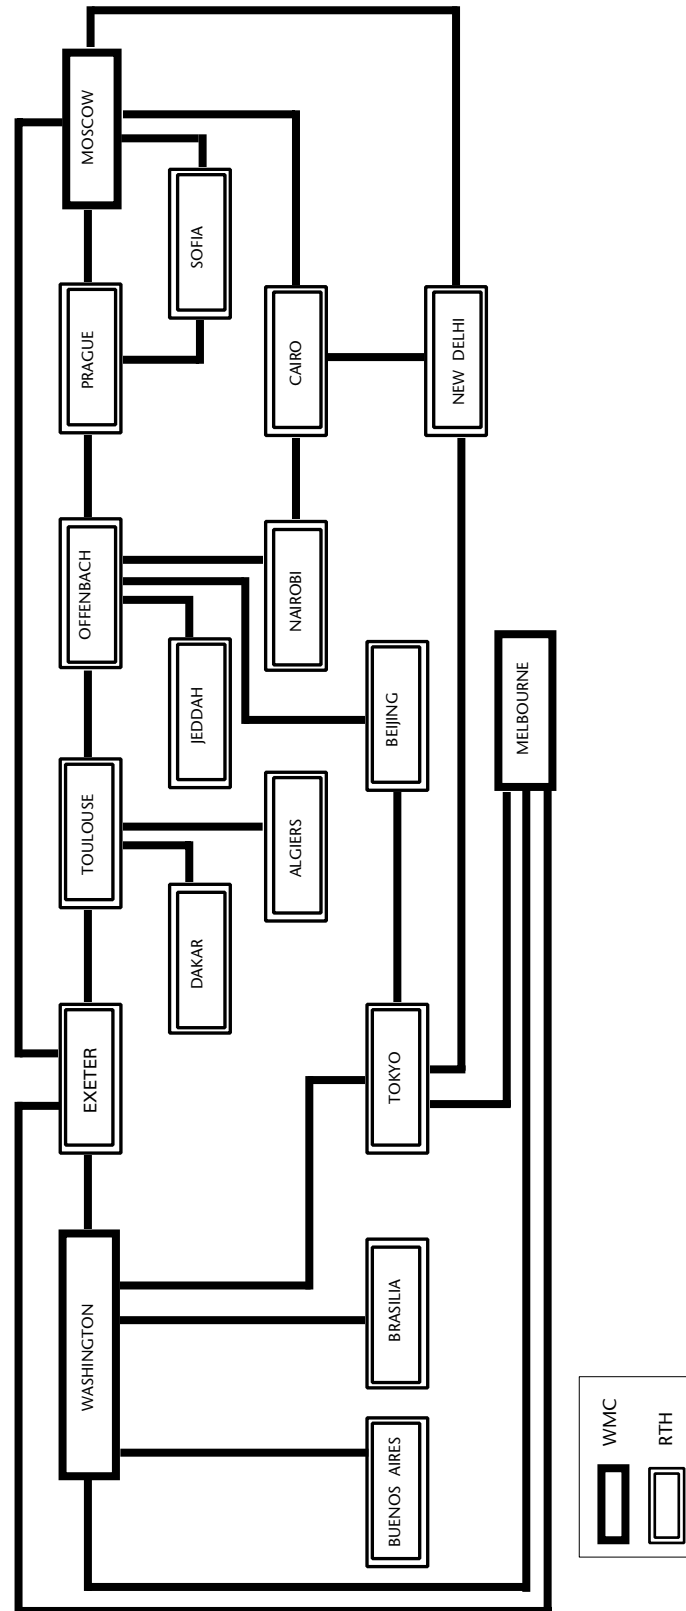 WASHINGTON
EXETER
TOULOUSE
OFFENBACH
PRAGUE
MOSCOW
DAKAR
JEDDAH
SOFIA
ALGIERS
NAIROBI
CAIRO
BUENOS AIRES
BRASILIA
TOKYO
BEIJING
NEW DELHI
MELBOURNE
WMC
RTH